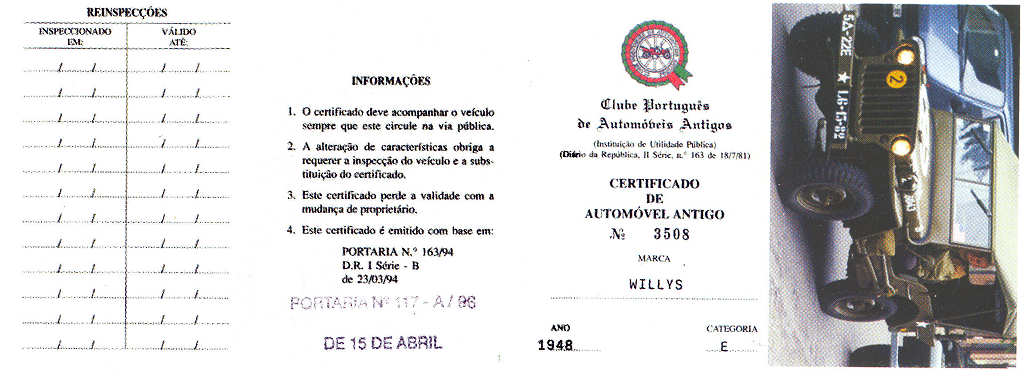 REINSPECÇÕES
INSPECCIONADO EM:
VÁLIDO ATÉ:
INFORMAÇÕES
1. O certificado deve acompanhar o veículo
sempre que este circule na via pública.
2. A alteração de características obriga a
requerer a inspecção do veículo e a subs-
tituição do certificado.
3. Este certificado perde a validade com a
mudança de proprietário.
4. Este certificado é emitido com base em:
PORTARIA N.º 163/94
D.R. I Série - B
de 23/03/94
PORTARIA Nº 117 - A / 96
DE 15 DE ABRIL
Clube Português
de Automóveis Antigos
(Instituição de Utilidade Pública)
(Diário da República, II Série, n.º 163 de 18/7/81)
CERTIFICADO
DE
AUTOMÓVEL ANTIGO
Nº 3508
MARCA
WILLYS
ANO
CATEGORIA
1948
E
2